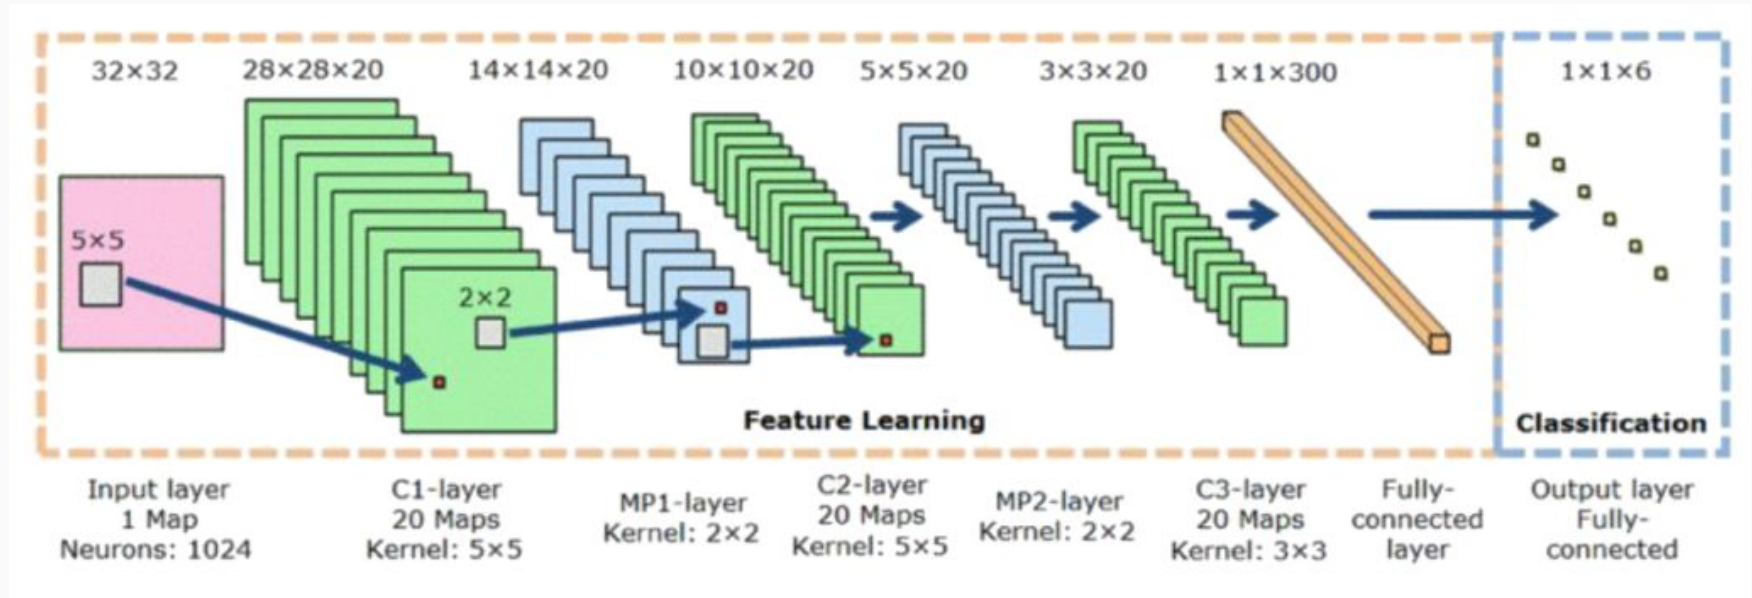 32×32
28×28×20
14×14×20
10×10×20
5×5×20
3×3×20
1×1×300
1×1×6
5×5
2×2
Feature Learning
Classification
Input layer
1 Map
Neurons: 1024
C1-layer
20 Maps
Kernel: 5×5
MP1-layer
Kernel: 2×2
C2-layer
20 Maps
Kernel: 5×5
MP2-layer
Kernel: 2×2
C3-layer
20 Maps
Kernel: 3×3
Fully-
connected
layer
Output layer
Fully-
connected